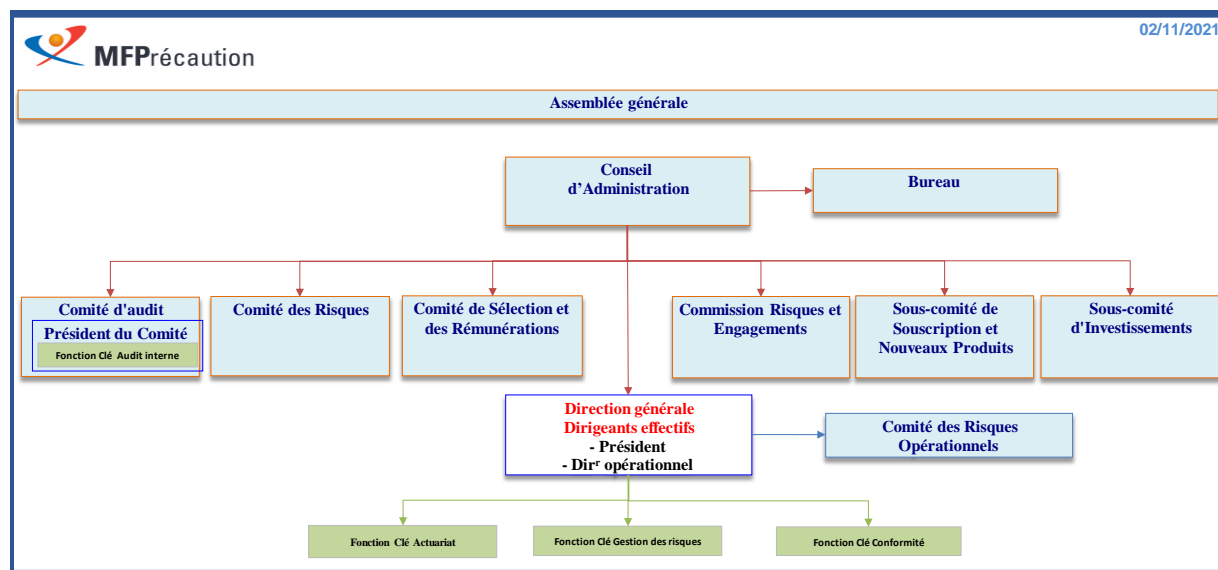 02/11/2021
MFPrécaution
Assemblée générale
Conseil
d'Administration
Bureau
Comité d'audit
Président du Comité
Fonction Clé Audit interne
Comité des Risques
Comité de Sélection et
des Rémunérations
Commission Risques et
Engagements
Sous-comité de
Souscription et
Nouveaux Produits
Sous-comité
d'Investissements
Direction générale
Dirigeants effectifs
- Président
- Dirʳ opérationnel
Comité des Risques
Opérationnels
Fonction Clé Actuariat
Fonction Clé Gestion des risques
Fonction Clé Conformité